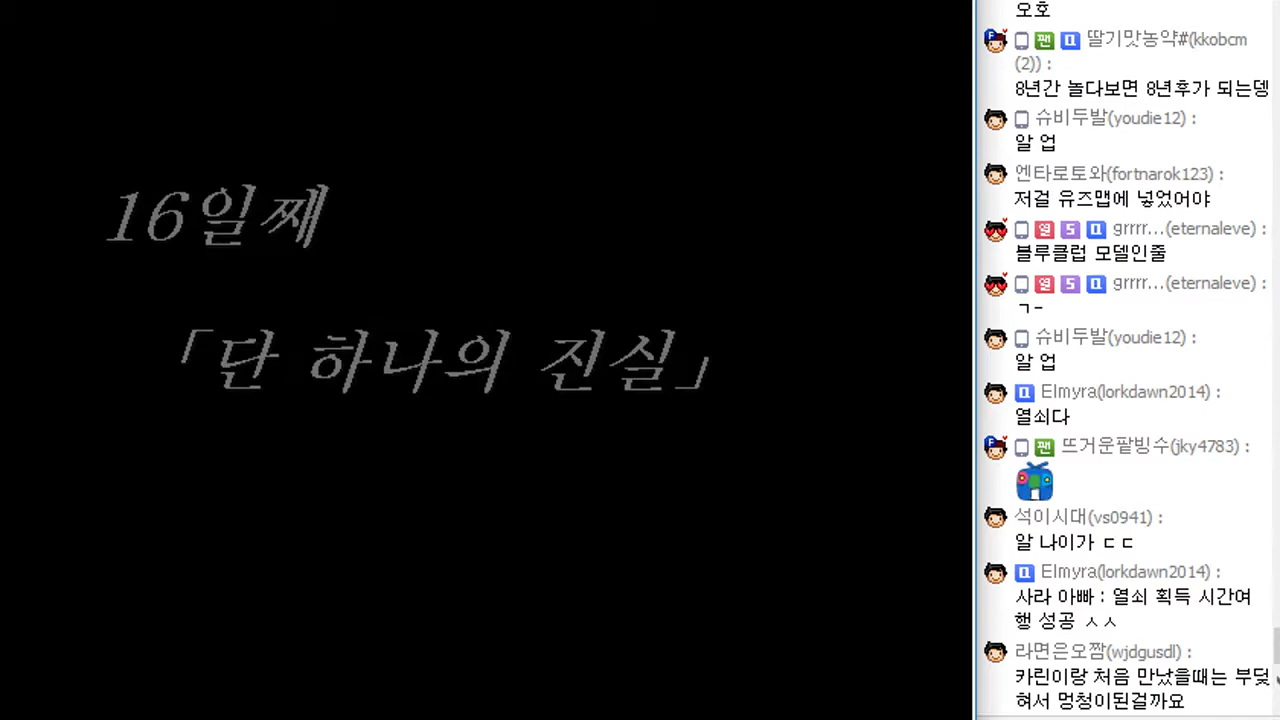 16일째
「단 하나의 진실」
오호
팬 딸기맛농약#(kkobcm
(2)) :
8년간 놀다보면 8년후가 되는뎅
슈비두발(youdie12) :
알 업
엔타로토와(fortnarok123) :
저걸 유즈맵에 넣었어야
열 5 grrrr...(eternaleve) :
블루클럽 모델인줄
열 5 grrrr...(eternaleve) :
ㄱ-
슈비두발(youdie12) :
알 업
Elmyra(lorkdawn2014) :
열쇠다
팬 뜨거운팥빙수(jky4783) :
석이시대(vs0941) :
알 나이가 ㄷㄷ
Elmyra(lorkdawn2014) :
사라 아빠 : 열쇠 획득 시간여
행 성공 ㅅㅅ
라면은오짬(wjdgusdl) :
카린이랑 처음 만났을때는 부딪
혀서 멍청이된걸까요